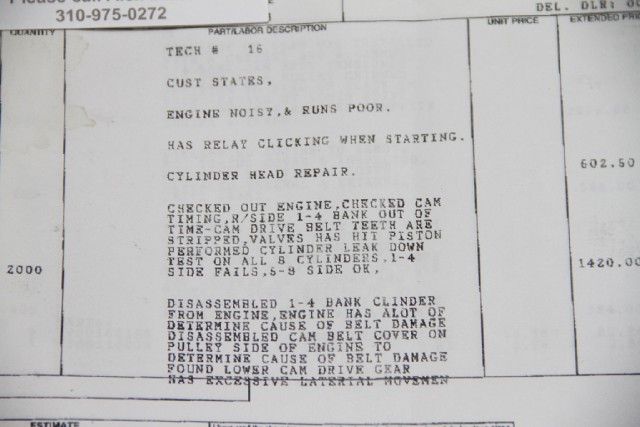 310-975-0272
DEL. DLR:
QUANTITY
PART/LABOR DESCRIPTION
UNIT PRICE
EXTENDED
TECH # 16
CUST STATES,
ENGINE NOISY,& RUNS POOR.
HAS RELAY CLICKING WHEN STARTING.
602.50
CYLINDER HEAD REPAIR.
CHECKED OUT ENGINE,CHECKED CAM
TIMING,R/SIDE 1-4 BANK OUT OF
TIME-CAM DRIVE BELT TEETH ARE
STRIPPED,VALVES HAS HIT PISTON
PERFORMED CYLINDER LEAK DOWN
TEST ON ALL 8 CYLINDERS.1-4
2000
1420.00
SIDE FAILS,5-8 SIDE OK,
DISASSEMBLED 1-4 BANK CLINDER
FROM ENGINE,ENGINE HAS ALOT OF
DETERMINE CAUSE OF BELT DAMAGE
DISASSEMBLED CAM BELT COVER ON
PULLEY SIDE OF ENGINE TO
DETERMINE CAUSE OF BELT DAMAGE
FOUND LOWER CAM DRIVE GEAR
HAS EXCESSIVE LATERIAL MOVEMEN
ESTIMATE